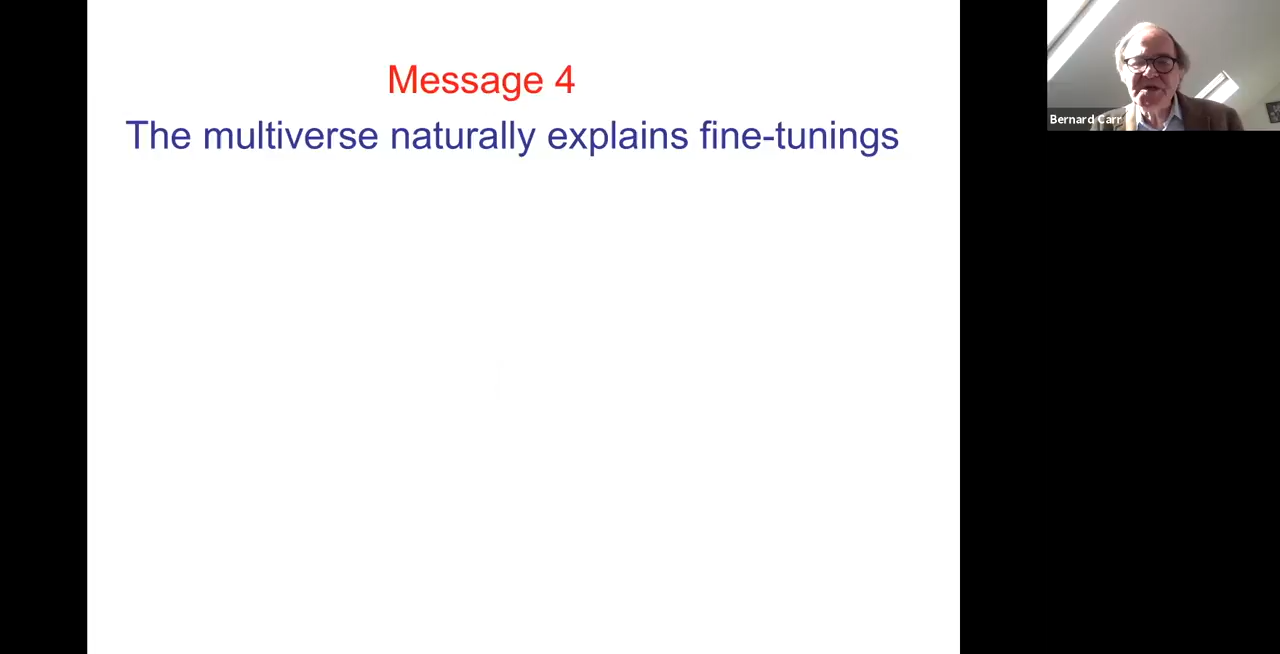 Message 4
The multiverse naturally explains fine-tunings
Bernard Carr